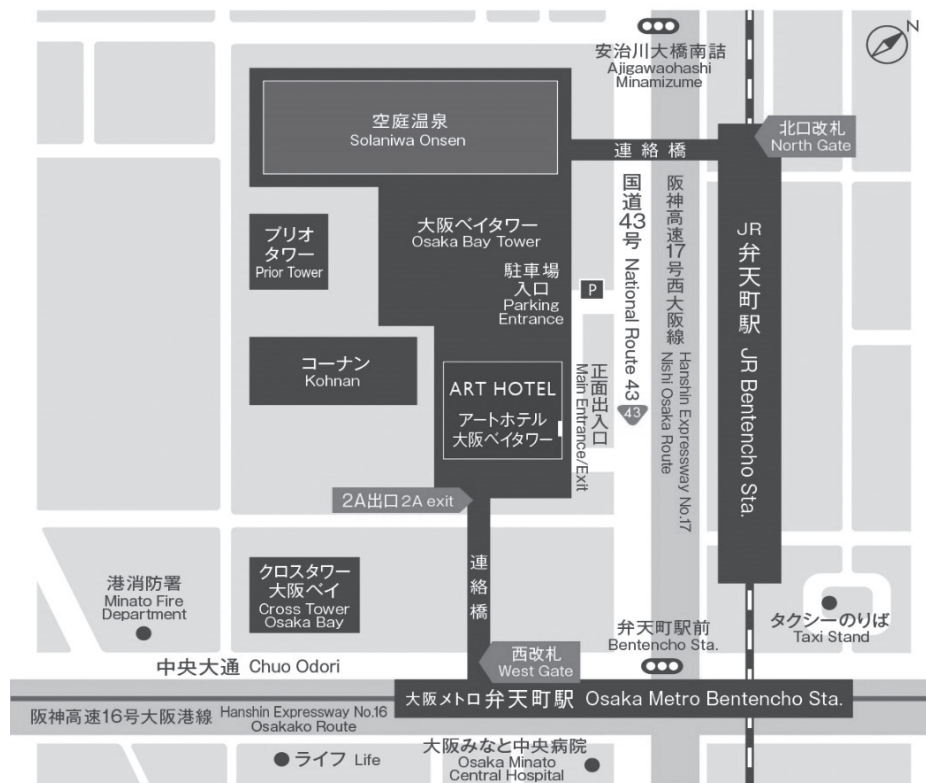 N
安治川大橋南詰
Ajigawaohashi
Minamizume
空庭温泉
Solaniwa Onsen
北口改札
North Gate
連絡橋
大阪ベイタワー
Osaka Bay Tower
プリオ
タワー
Prior Tower
駐車場
入口
Parking
Entrance
P
国道43号 National Route 43
43
阪神高速17号西大阪線
Hanshin Expressway No.17
Nishi Osaka Route
JR弁天町駅 JR Bentencho Sta.
コーナン
Kohnan
ART HOTEL
アートホテル
大阪ベイタワー
正面出入口
Main Entrance/Exit
2A出口 2A exit
連絡橋
クロスタワー
大阪ベイ
Cross Tower
Osaka Bay
港消防署
Minato Fire
Department
弁天町駅前
Bentencho Sta.
タクシーのりば
Taxi Stand
西改札
West Gate
中央大通 Chuo Odori
大阪メトロ弁天町駅 Osaka Metro Bentencho Sta.
阪神高速16号大阪港線 Hanshin Expressway No.16
Osakako Route
ライフ Life
大阪みなと中央病院
Osaka Minato
Central Hospital